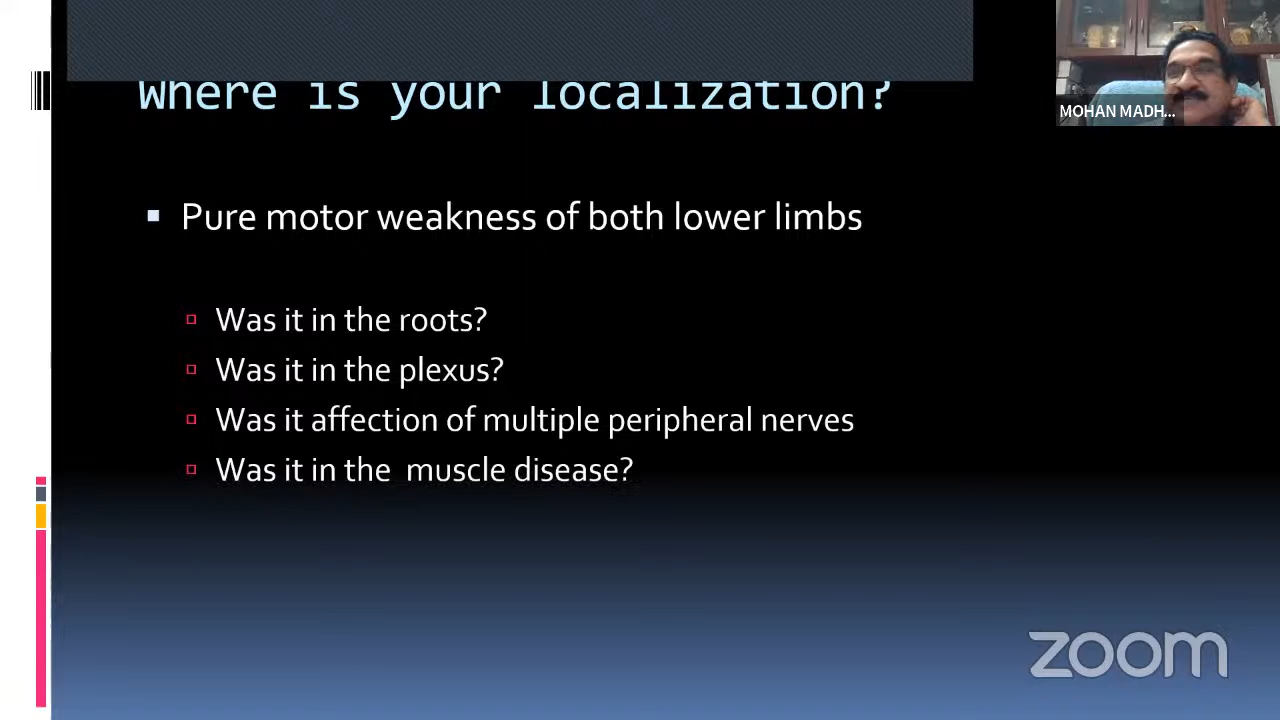 Where is your localization?
MOHAN MADH...
Pure motor weakness of both lower limbs
Was it in the roots?
Was it in the plexus?
Was it affection of multiple peripheral nerves
Was it in the  muscle disease?
zoom